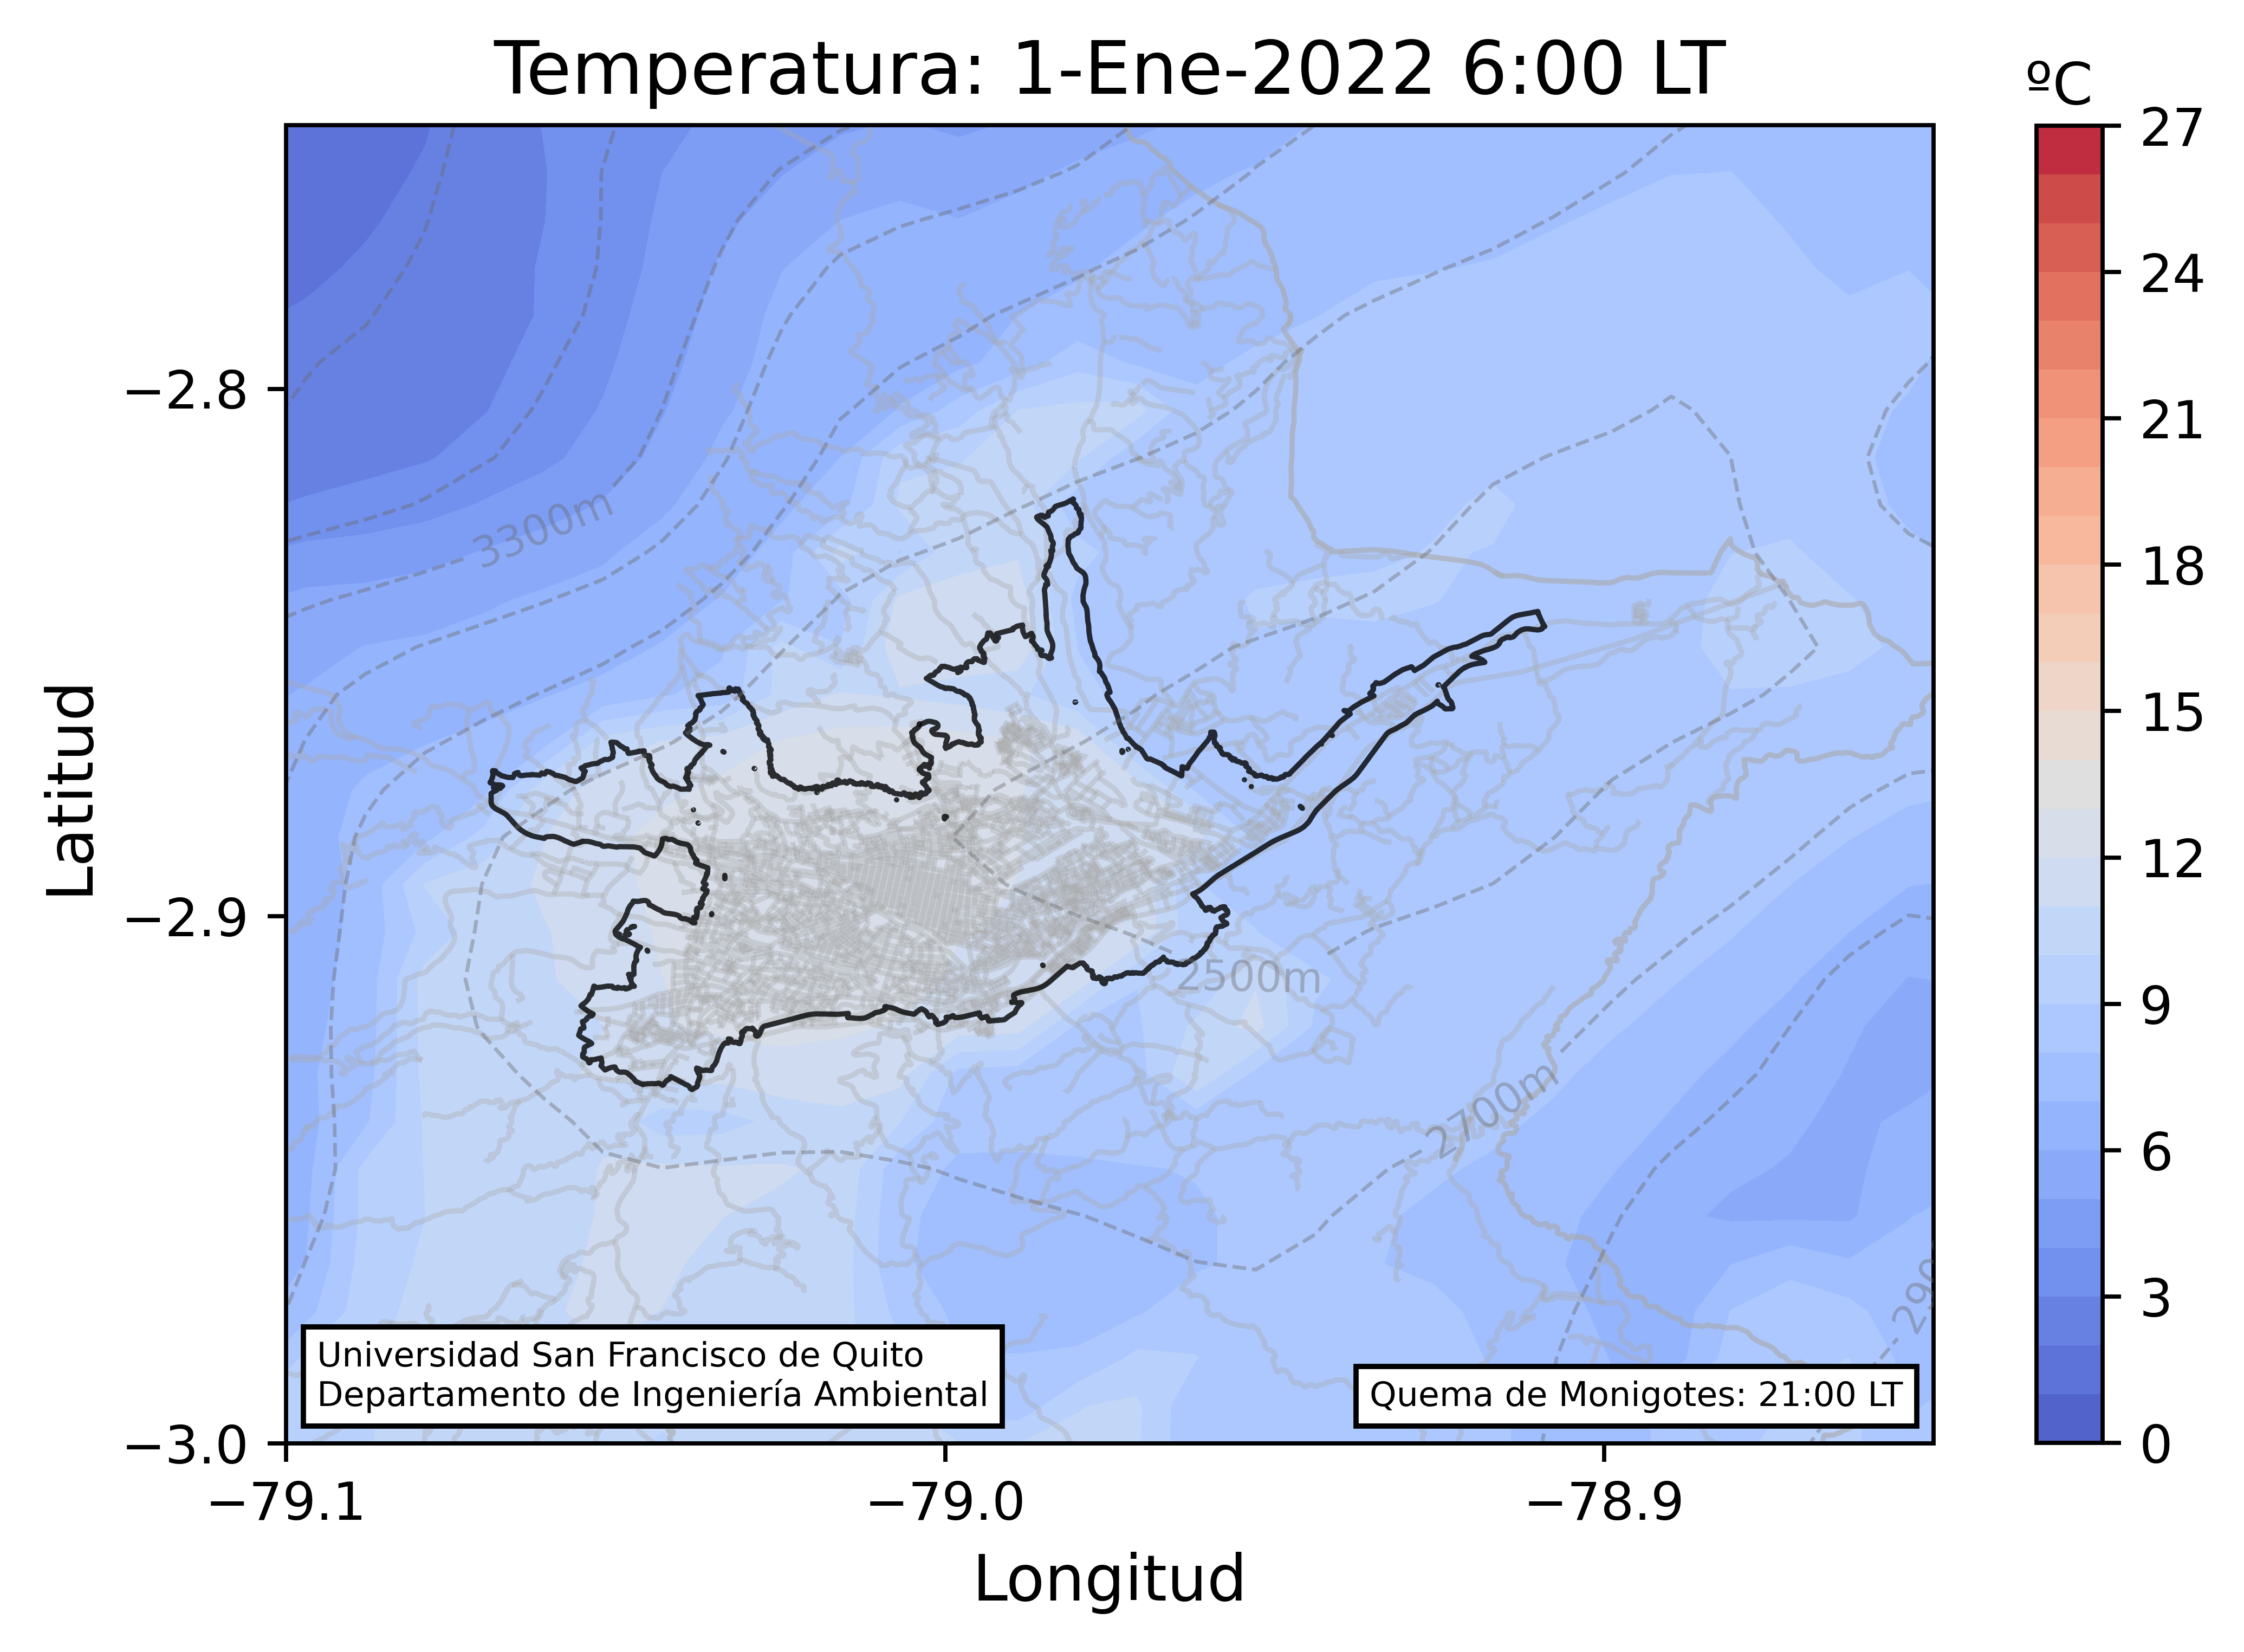 Temperatura: 1-Ene-2022 6:00 LT
ºC
27
24
21
18
15
12
9
6
3
0
Latitud
−2.8
−2.9
−3.0
3300m
2500m
2700m
290
Universidad San Francisco de Quito
Departamento de Ingeniería Ambiental
Quema de Monigotes: 21:00 LT
−79.1
−79.0
−78.9
Longitud